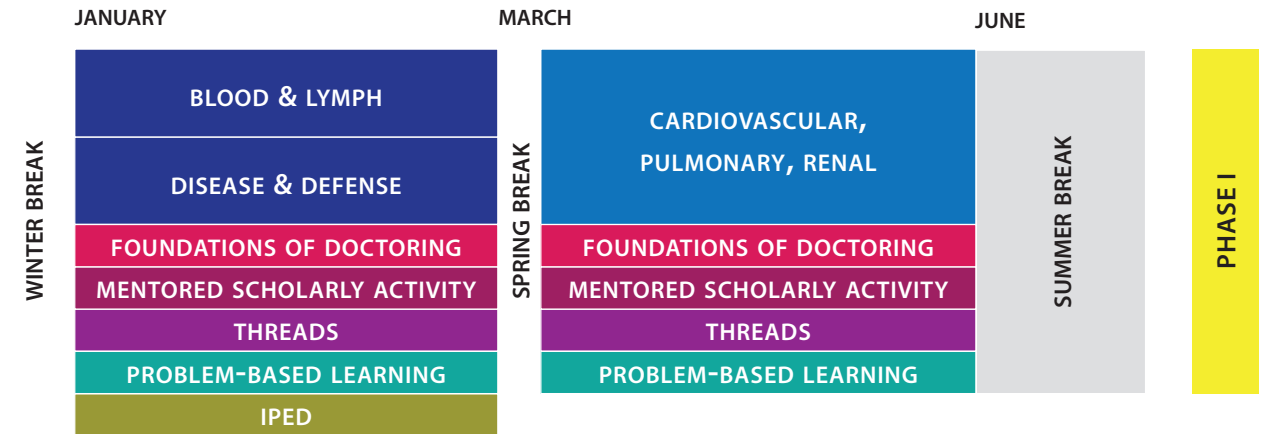 JANUARY
MARCH
JUNE
WINTER BREAK
BLOOD & LYMPH
DISEASE & DEFENSE
FOUNDATIONS OF DOCTORING
MENTORED SCHOLARLY ACTIVITY
THREADS
PROBLEM-BASED LEARNING
IPED
SPRING BREAK
CARDIOVASCULAR,
PULMONARY, RENAL
FOUNDATIONS OF DOCTORING
MENTORED SCHOLARLY ACTIVITY
THREADS
PROBLEM-BASED LEARNING
SUMMER BREAK
PHASE I